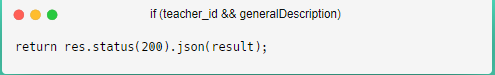 if (teacher_id && generalDescription)
return res.status(200).json(result);